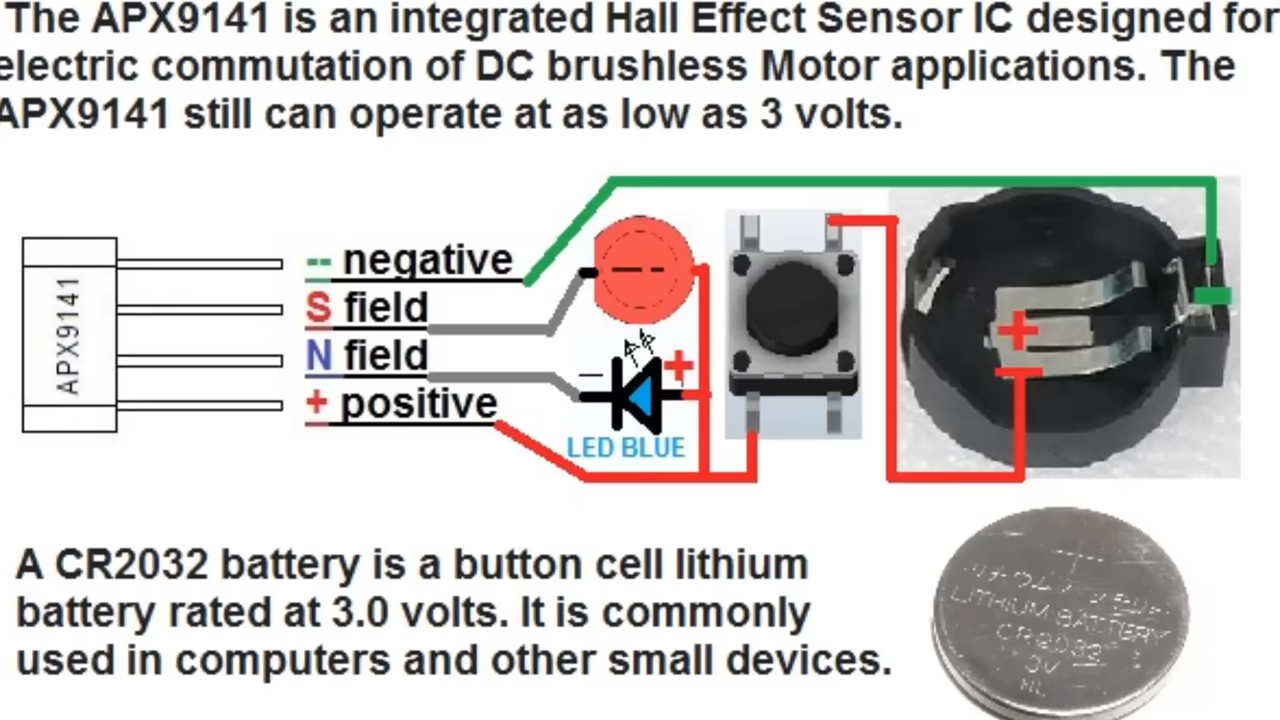 The APX9141 is an integrated Hall Effect Sensor IC designed for
electric commutation of DC brushless Motor applications. The
APX9141 still can operate at as low as 3 volts.
APX9141
-- negative
S field
N field
+ positive
LED BLUE
A CR2032 battery is a button cell lithium
battery rated at 3.0 volts. It is commonly
used in computers and other small devices.
LITHIUM BATTERY
CR2032